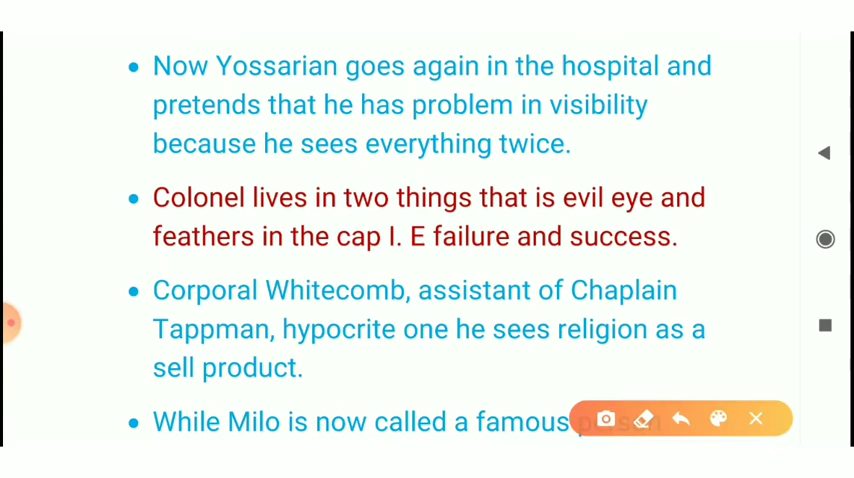 • Now Yossarian goes again in the hospital and
pretends that he has problem in visibility
because he sees everything twice.
• Colonel lives in two things that is evil eye and
feathers in the cap I. E failure and success.
• Corporal Whitecomb, assistant of Chaplain
Tappman, hypocrite one he sees religion as a
sell product.
• While Milo is now called a famous person